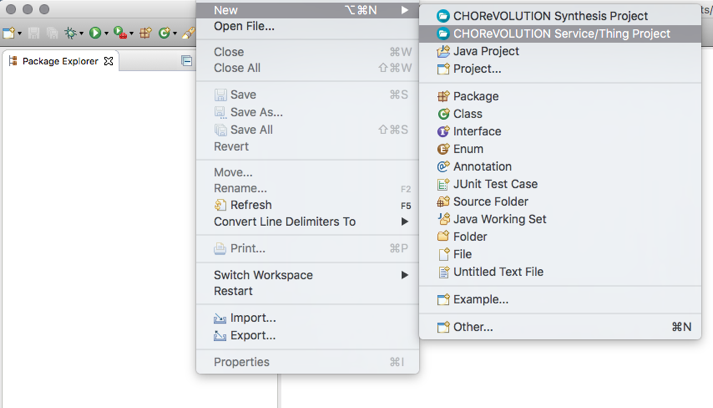 New ⌥⌘N
Open File...
Close ⌘W
Close All ⇧⌘W
Save ⌘S
Save As...
Save All ⇧⌘S
Revert
Move...
Rename... F2
Refresh F5
Convert Line Delimiters To
Print... ⌘P
Switch Workspace
Restart
Import...
Export...
Properties ⌘I
CHOReVOLUTION Synthesis Project
CHOReVOLUTION Service/Thing Project
Java Project
Project...
Package
Class
Interface
Enum
Annotation
JUnit Test Case
Source Folder
Java Working Set
Folder
File
Untitled Text File
Example...
Other... ⌘N
Package Explorer
ts/